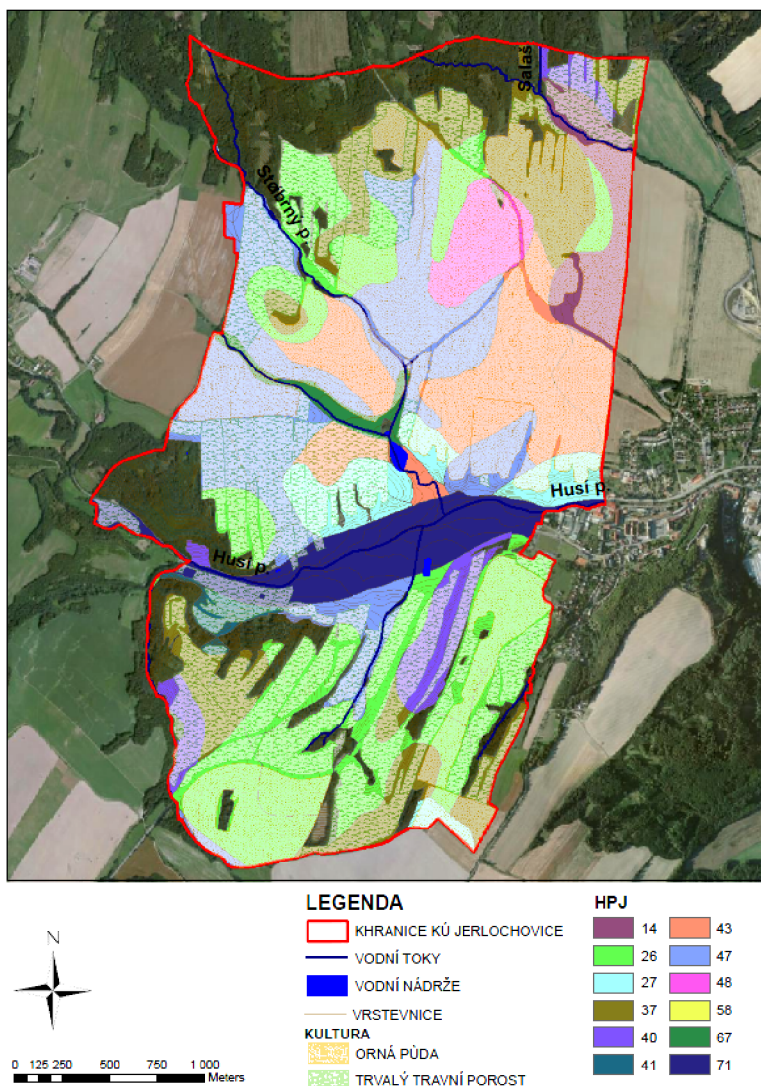 Salaš
Støbrný p.
Husí p.
Husí p.
LEGENDA
KHRANICE KÚ JERLOCHOVICE
VODNÍ TOKY
VODNÍ NÁDRŽE
VRSTEVNICE
KULTURA
ORNÁ PÙDA
TRVALÝ TRAVNÍ POROST
HPJ
14 43
26 47
27 48
37 58
40 67
41 71
N
0 125 250 500 750 1 000
Meters